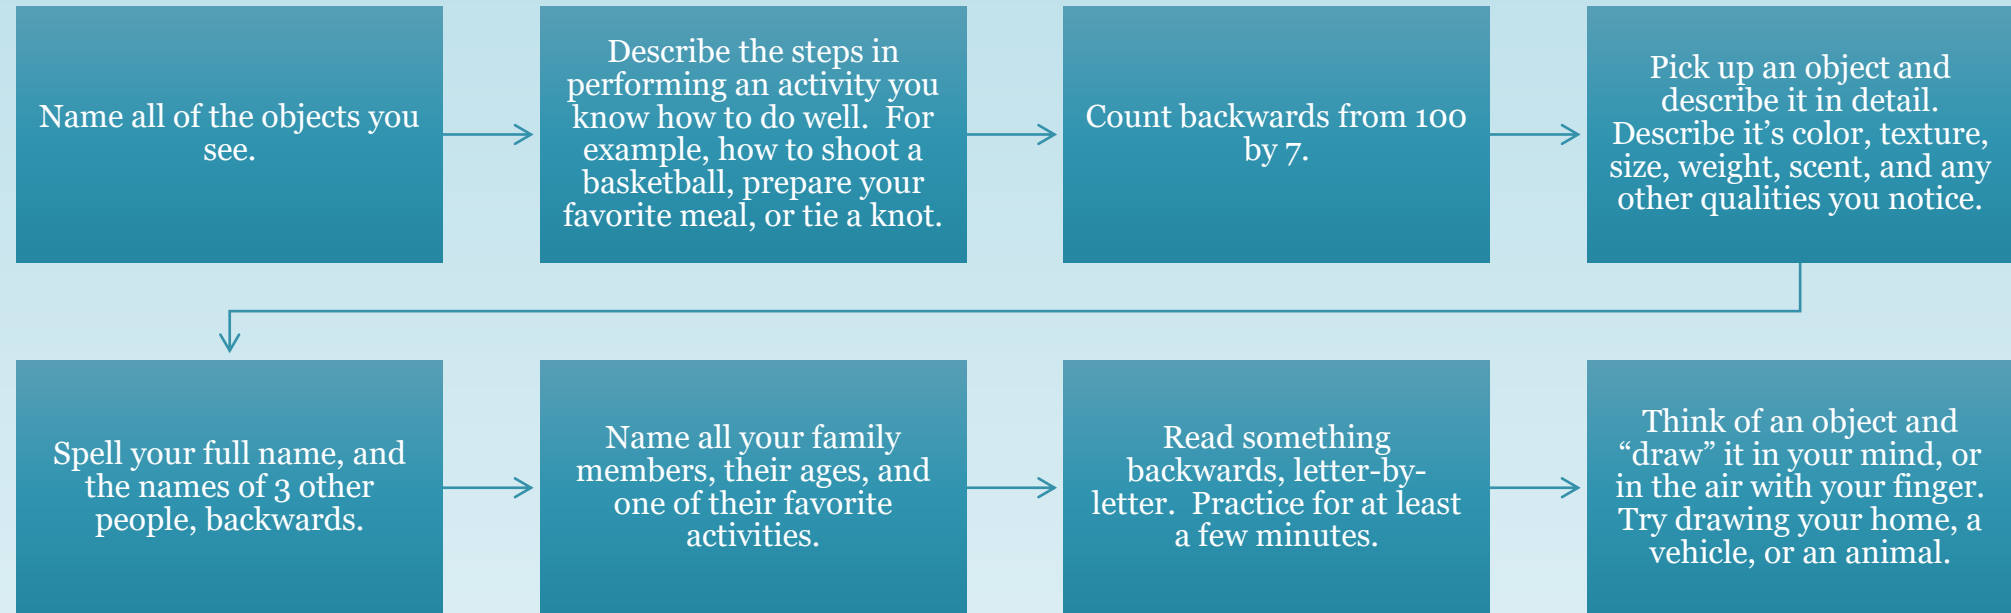 Name all of the objects you
see.
Describe the steps in
performing an activity you
know how to do well.  For
example, how to shoot a
basketball, prepare your
favorite meal, or tie a knot.
Count backwards from 100
by 7.
Pick up an object and
describe it in detail.
Describe it’s color, texture,
size, weight, scent, and any
other qualities you notice.
Spell your full name, and
the names of 3 other
people, backwards.
Name all your family
members, their ages, and
one of their favorite
activities.
Read something
backwards, letter-by-
letter.  Practice for at least
a few minutes.
Think of an object and
“draw” it in your mind, or
in the air with your finger.
Try drawing your home, a
vehicle, or an animal.